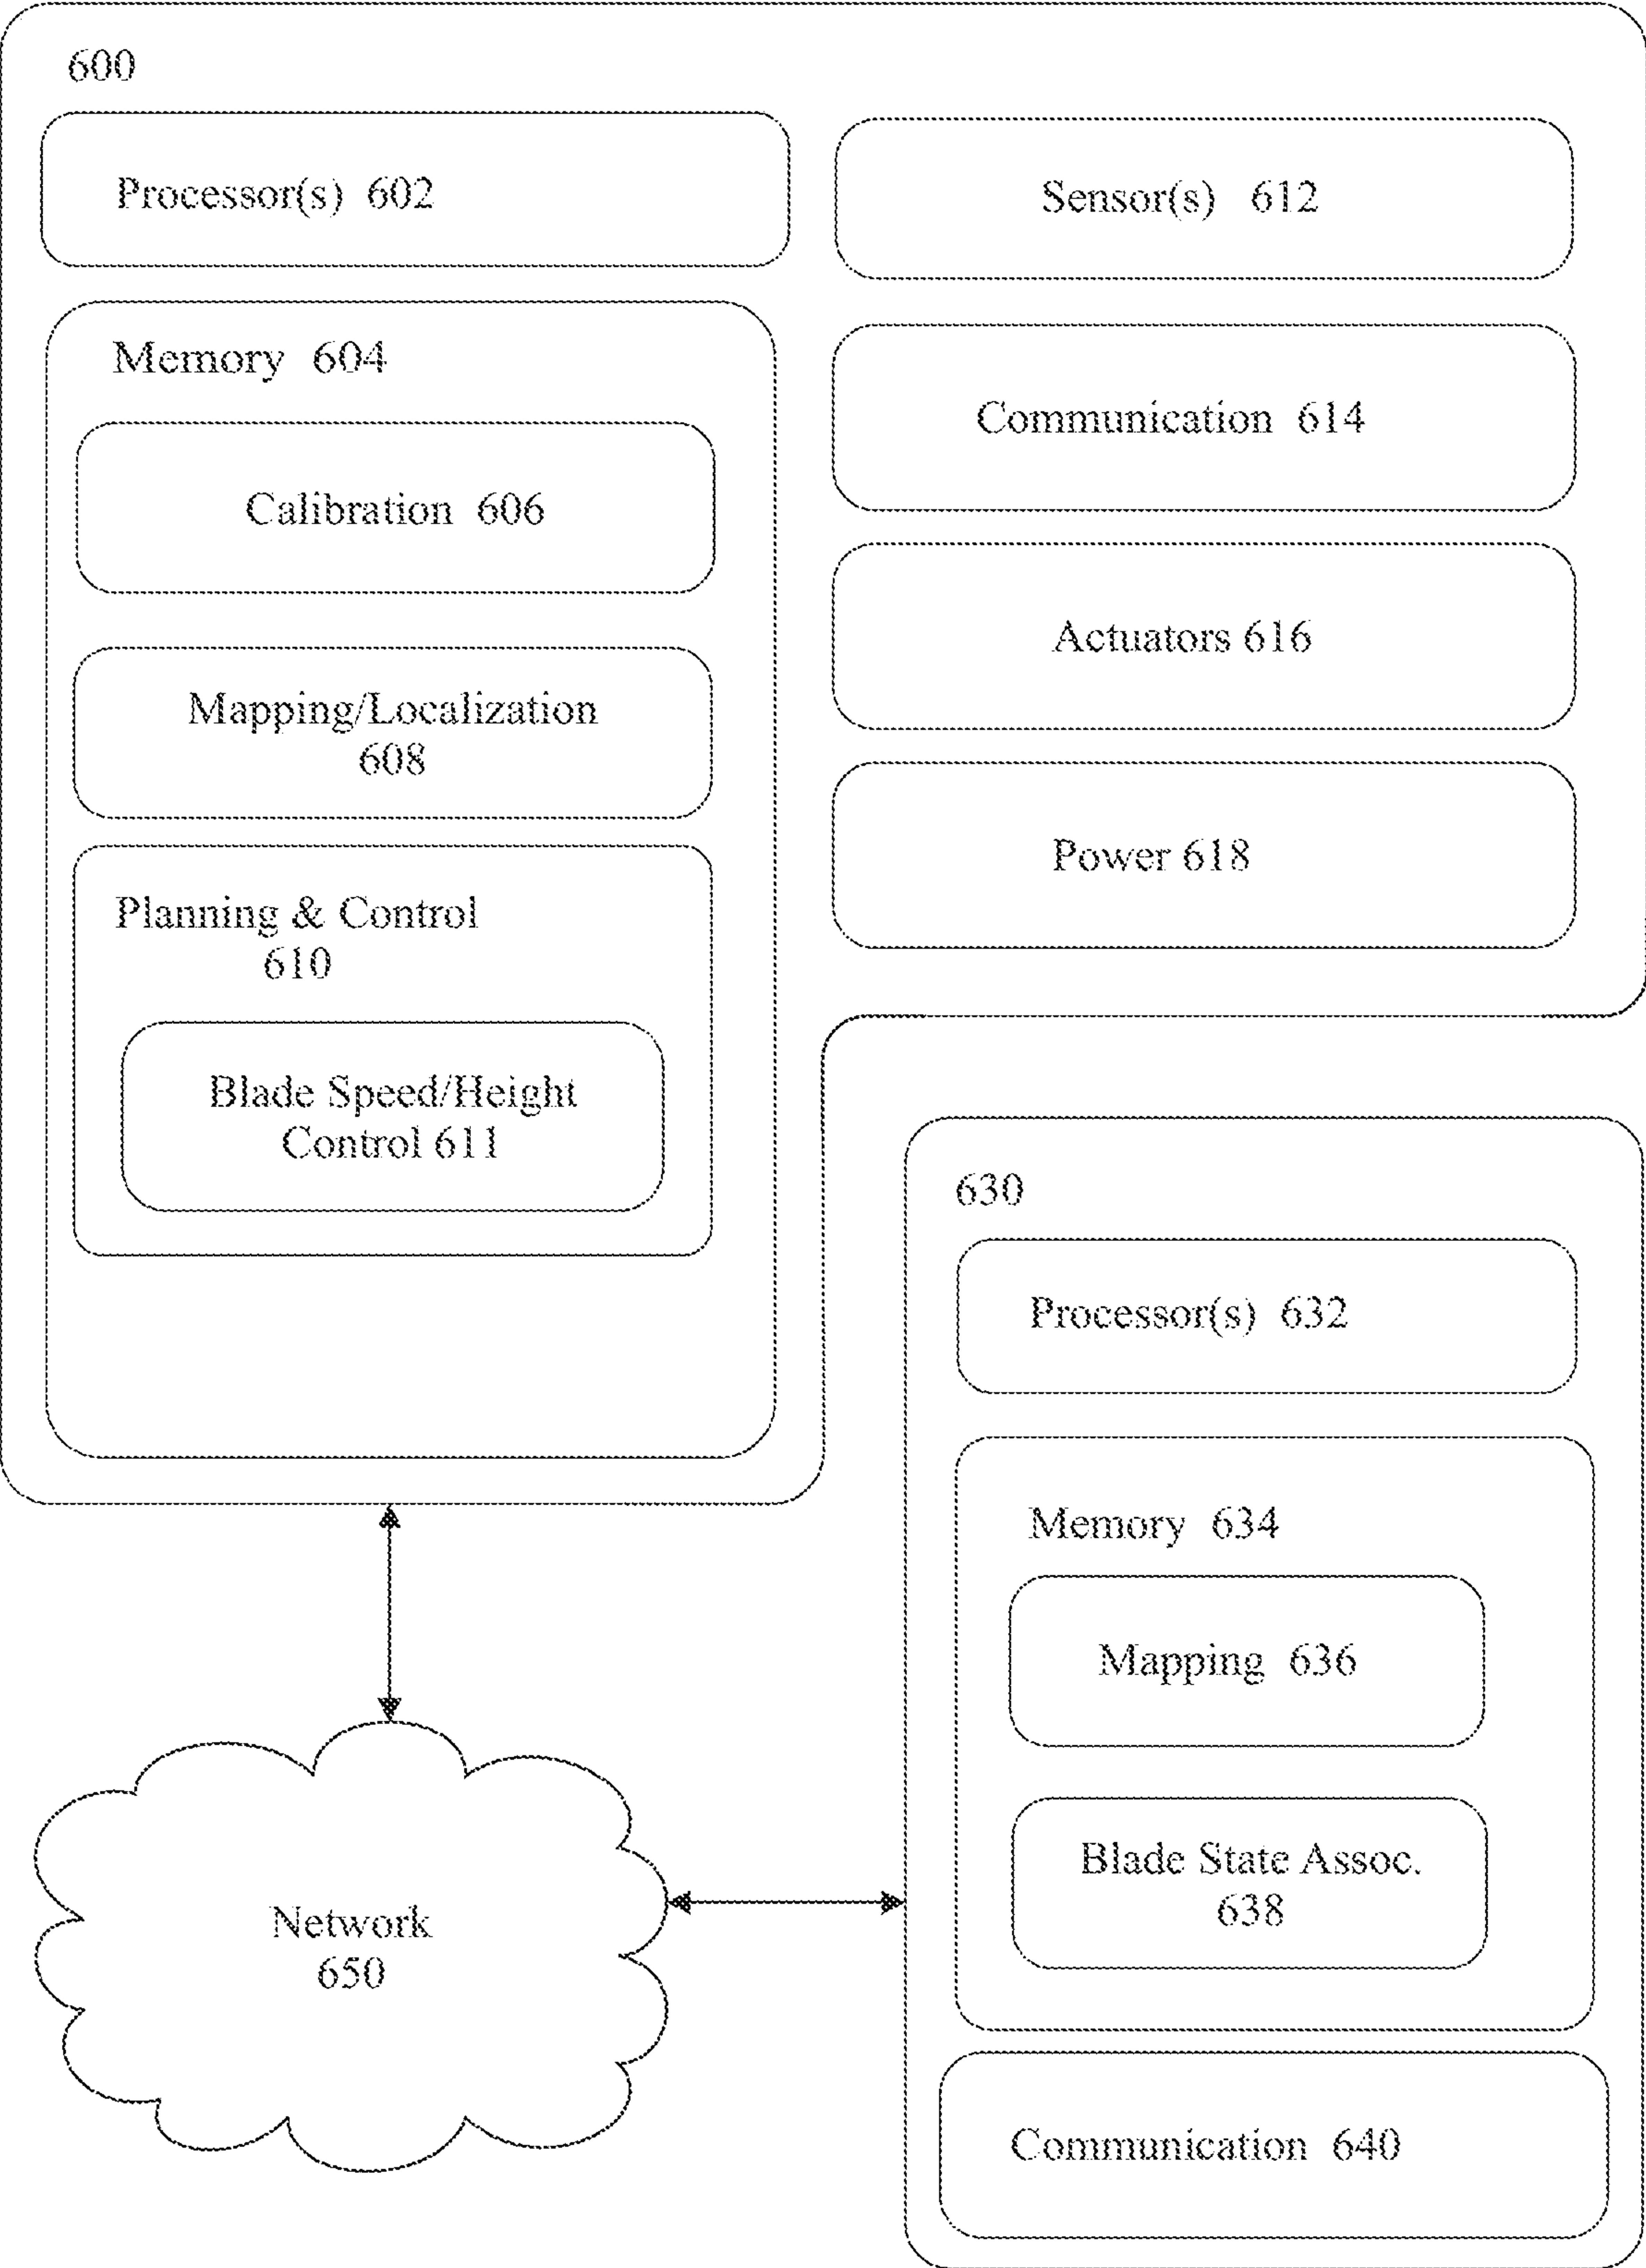 600
Processor(s) 602
Memory 604
Calibration 606
Mapping/Localization
608
Planning & Control
610
Blade Speed/Height
Control 611
Sensor(s) 612
Communication 614
Actuators 616
Power 618
630
Processor(s) 632
Memory 634
Mapping 636
Blade State Assoc.
638
Communication 640
Network
650